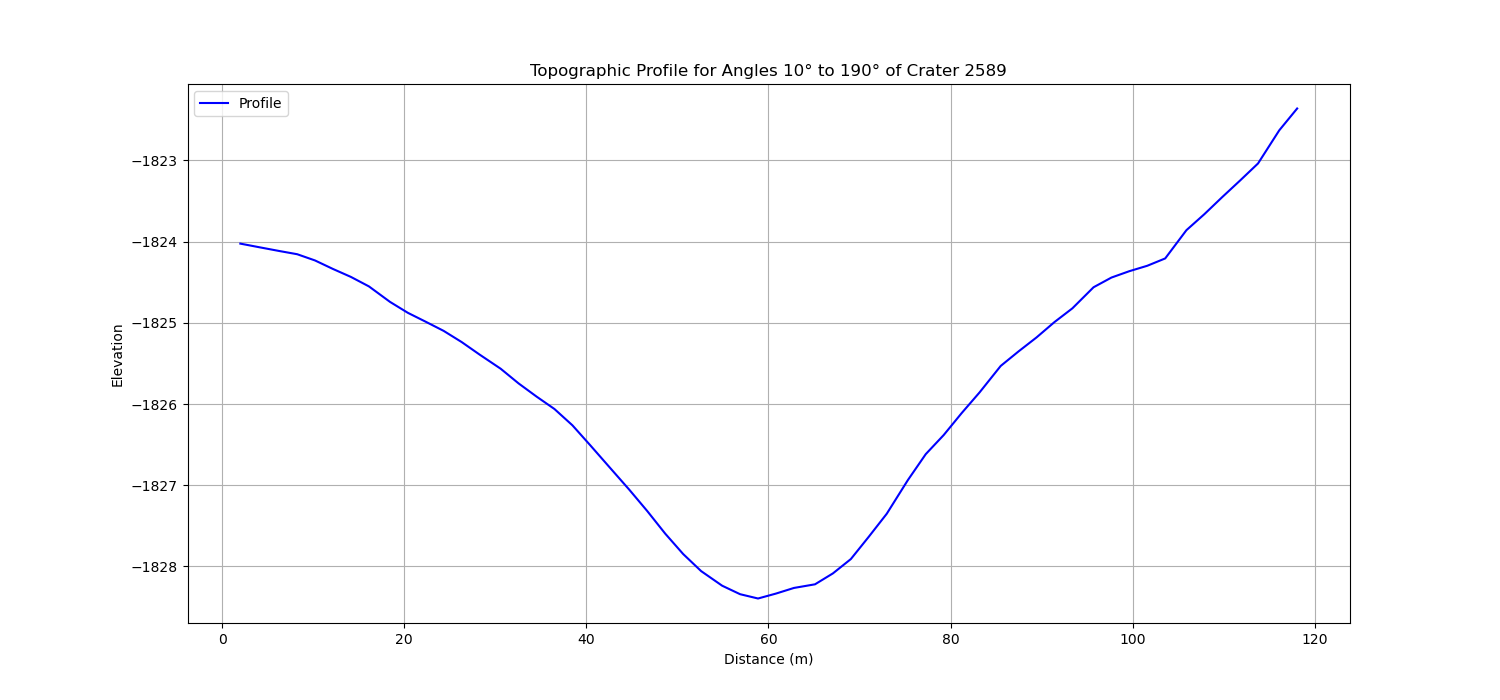 Topographic Profile for Angles 10° to 190° of Crater 2589
Profile
−1823
−1824
−1825
−1826
−1827
−1828
Elevation
0 20 40 60 80 100 120
Distance (m)